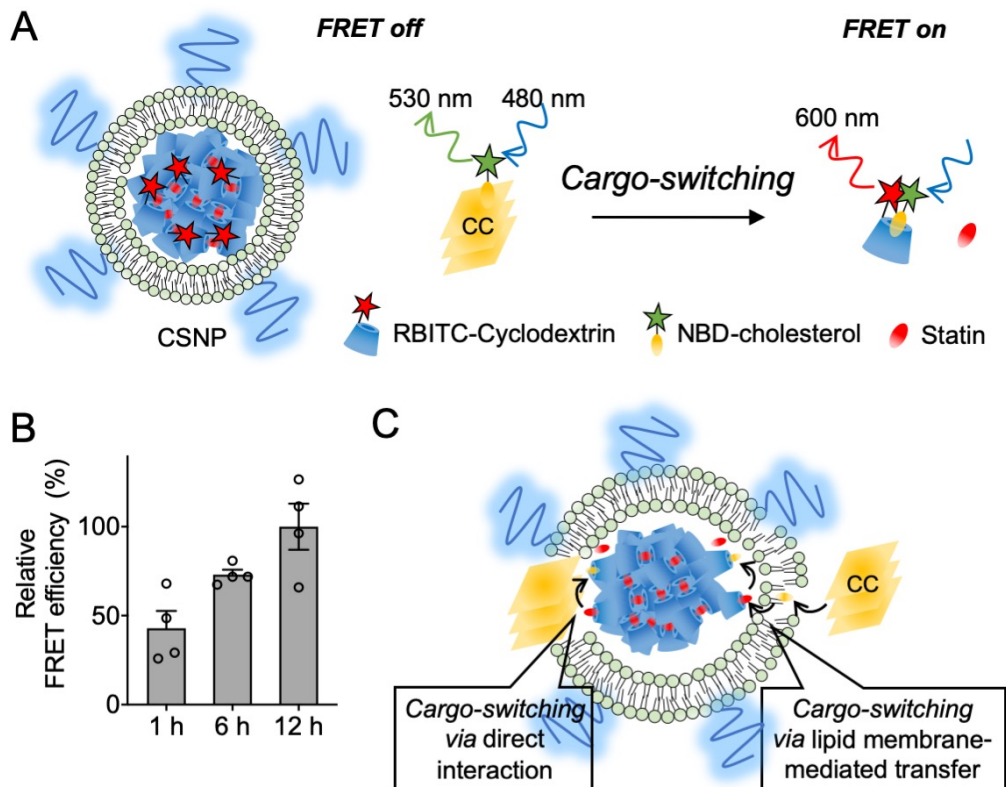 A
FRET off
FRET on
530 nm
480 nm
600 nm
CC
Cargo-switching
CSNP
RBITC-Cyclodextrin
NBD-cholesterol
Statin
B
Relative
FRET efficiency (%)
100
50
0
1 h
6 h
12 h
C
CC
Cargo-switching
via direct
interaction
Cargo-switching
via lipid membrane-
mediated transfer